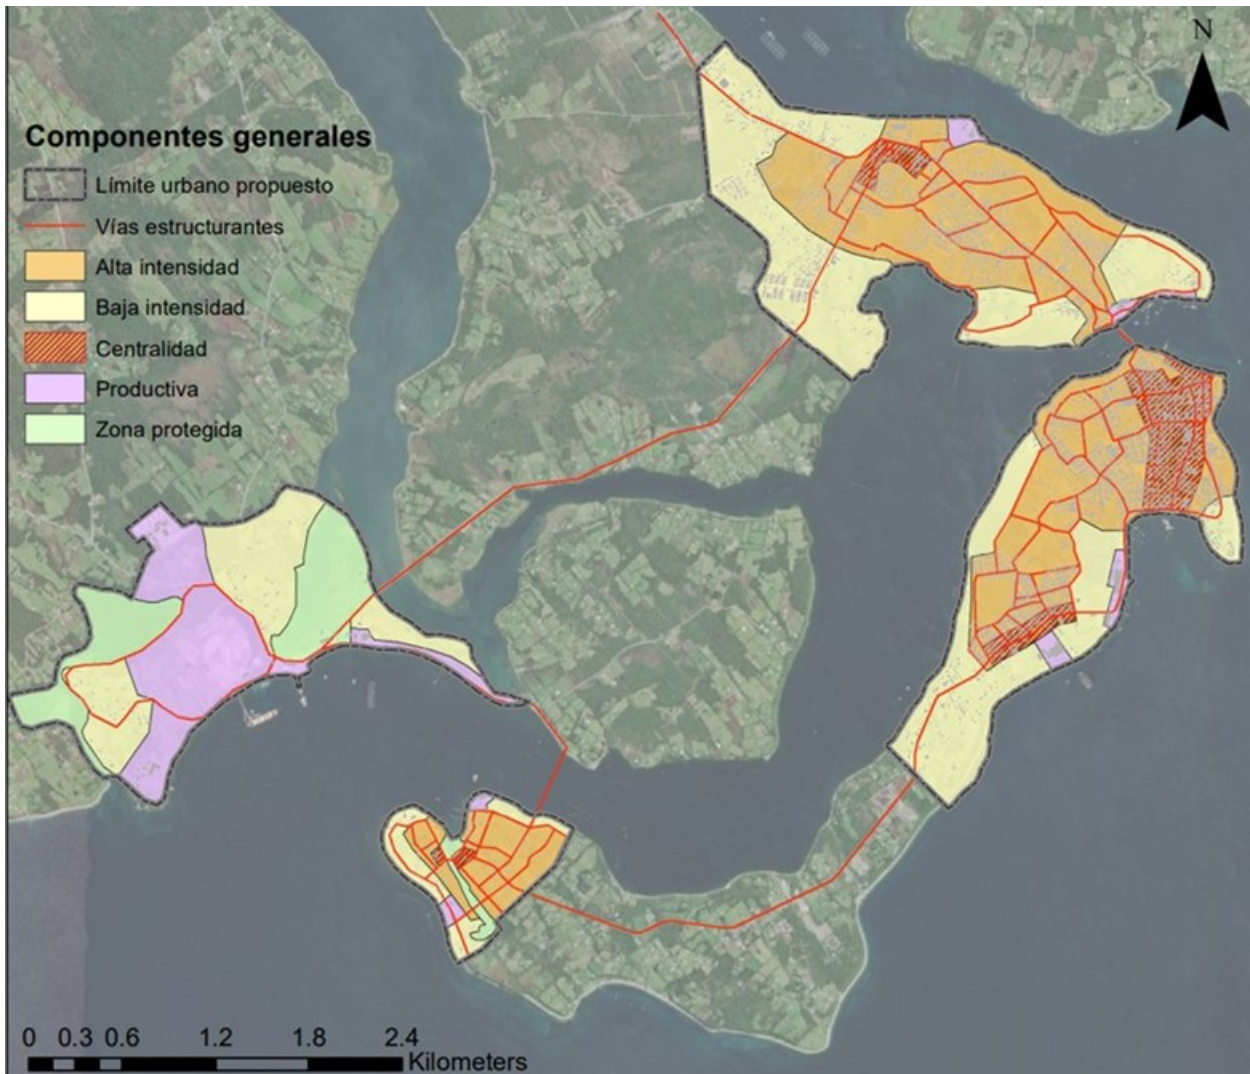 N
Componentes generales
Límite urbano propuesto
Vías estructurantes
Alta intensidad
Baja intensidad
Centralidad
Productiva
Zona protegida
0 0.3 0.6 1.2 1.8 2.4
Kilometers